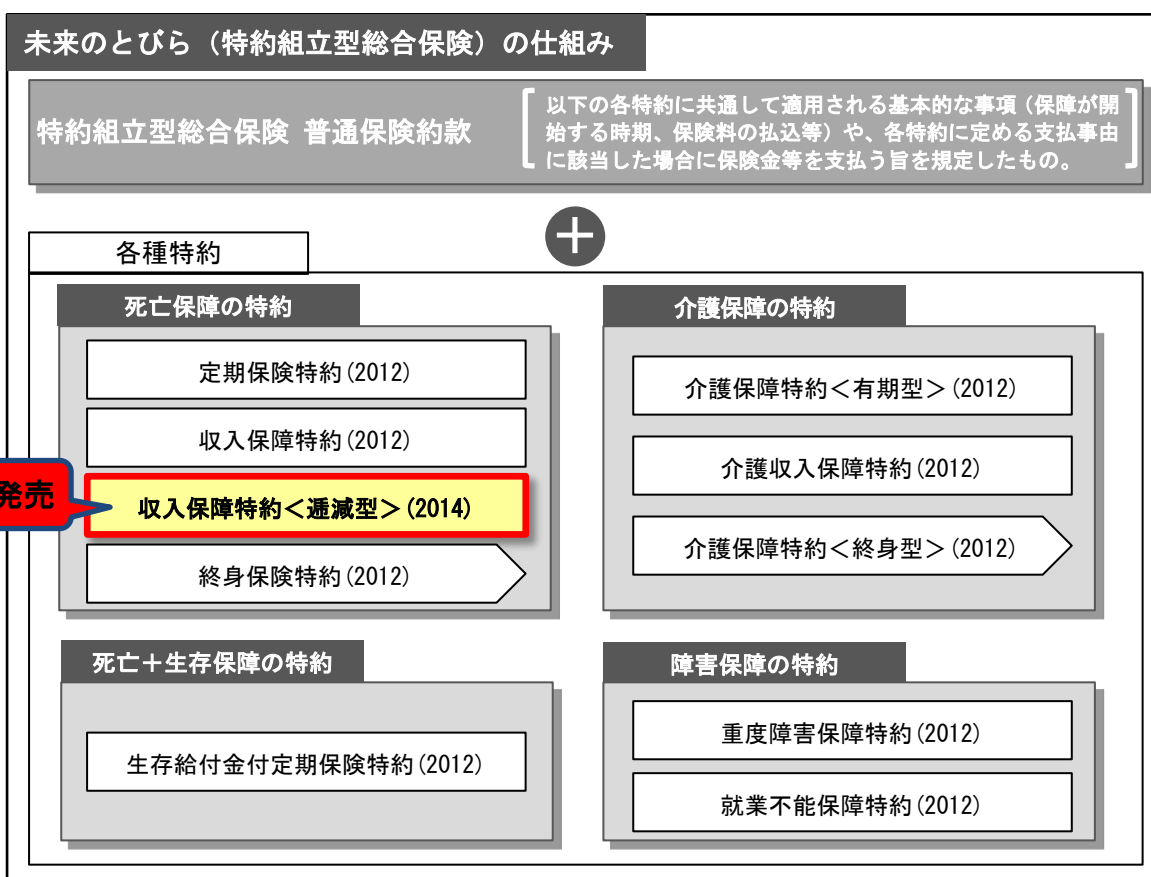 未来のとびら（特約組立型総合保険）の仕組み
特約組立型総合保険 普通保険約款
以下の各特約に共通して適用される基本的な事項（保障が開
始する時期、保険料の払込等）や、各特約に定める支払事由
に該当した場合に保険金等を支払う旨を規定したもの。
各種特約
死亡保障の特約
定期保険特約(2012)
収入保障特約(2012)
発売
収入保障特約＜逓減型＞(2014)
終身保険特約(2012)
介護保障の特約
介護保障特約＜有期型＞(2012)
介護収入保障特約(2012)
介護保障特約＜終身型＞(2012)
死亡＋生存保障の特約
生存給付金付定期保険特約(2012)
障害保障の特約
重度障害保障特約(2012)
就業不能保障特約(2012)